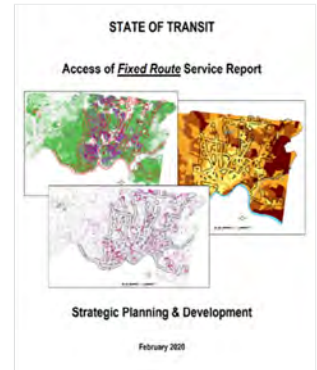 STATE OF TRANSIT
Access of Fixed Route Service Report
Strategic Planning & Development
February 2020